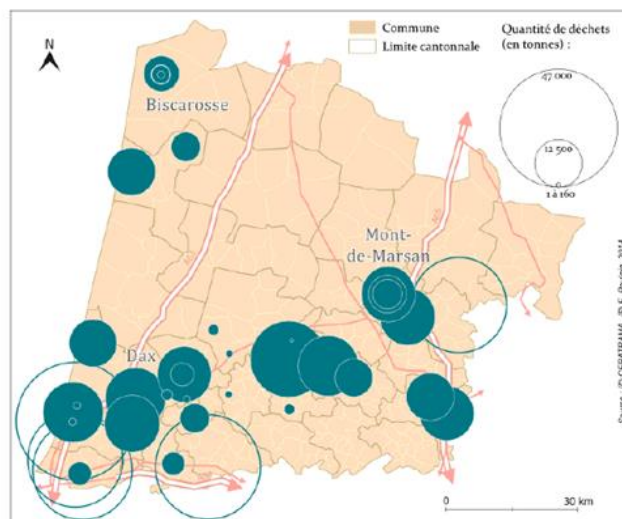 N
Commune
Limite cantonnale
Quantité de déchets
(en tonnes) :
47 000
12 500
1 à 160
Biscarosse
Mont-
de-Marsan
Dax
0
30 km